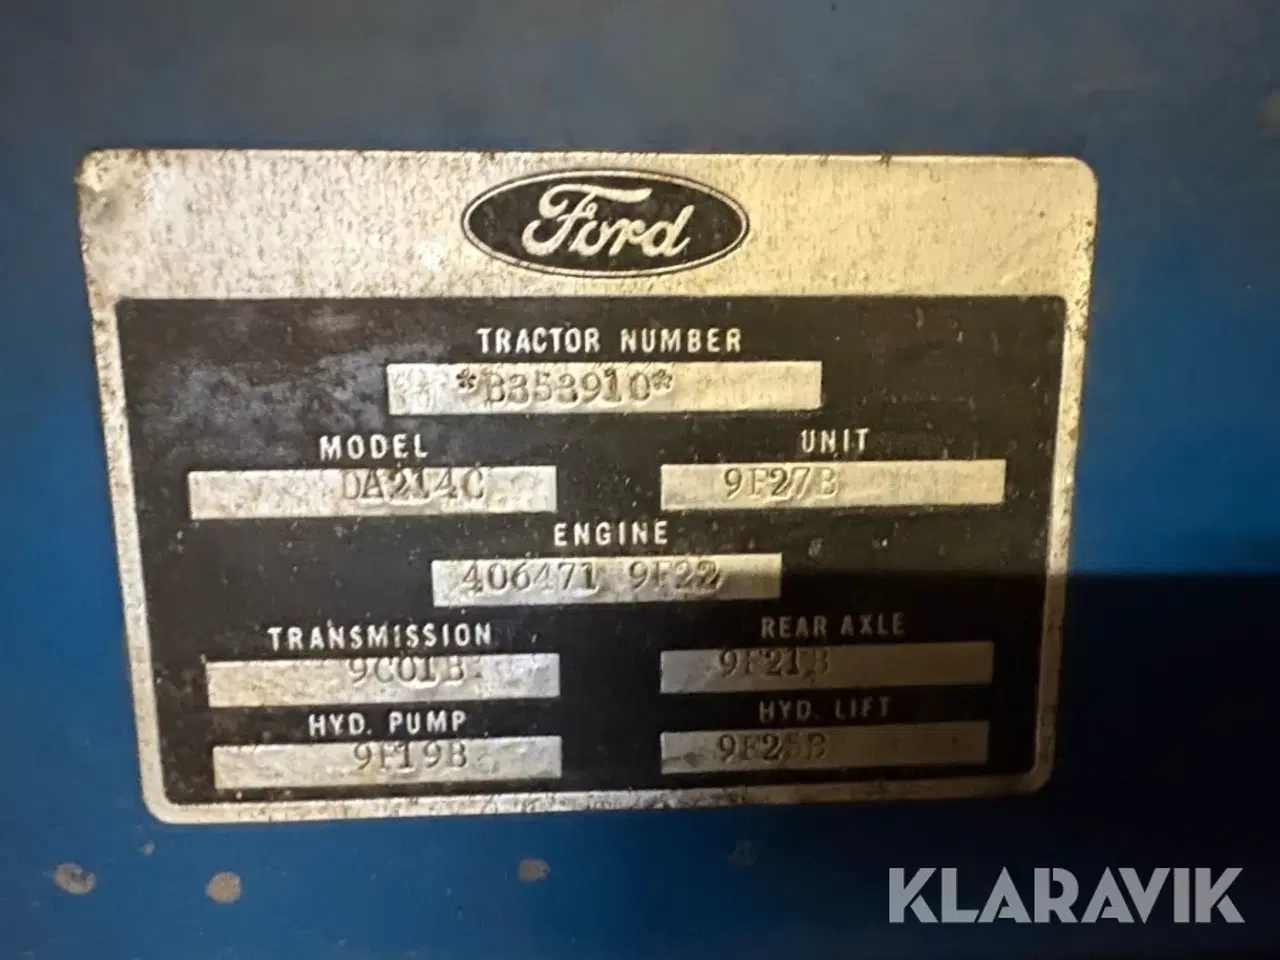 Ford
TRACTOR NUMBER
*B353910*
MODEL UNIT
DA214C 9F27B
ENGINE
406471 9F22
TRANSMISSION REAR AXLE
9C01B 9F21B
HYD. PUMP HYD. LIFT
9F19B 9F25B
KLARAVIK